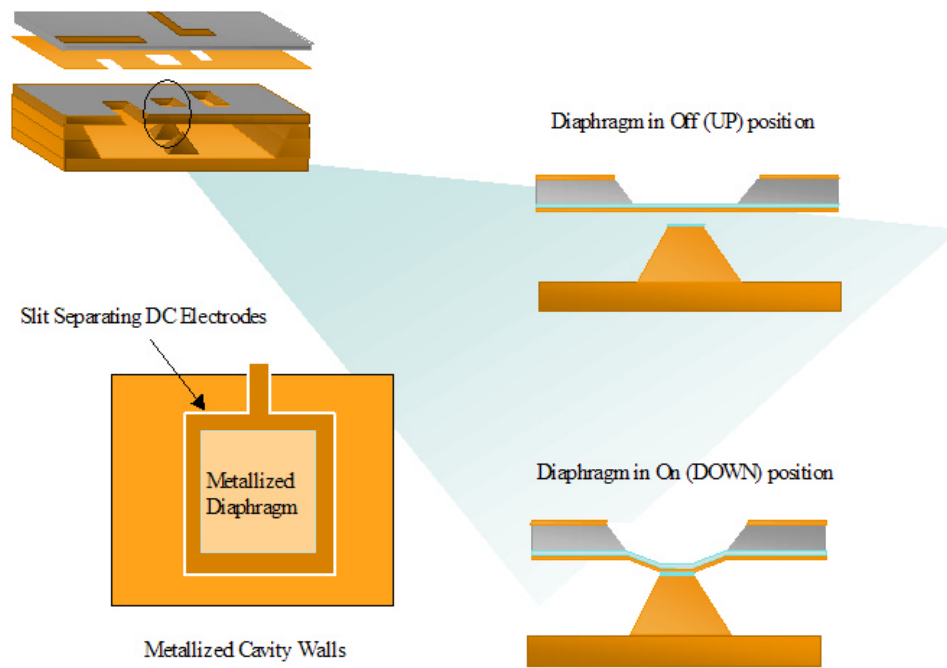 Diaphragm in Off (UP) position
Slit Separating DC Electrodes
Metallized
Diaphragm
Diaphragm in On (DOWN) position
Metallized Cavity Walls